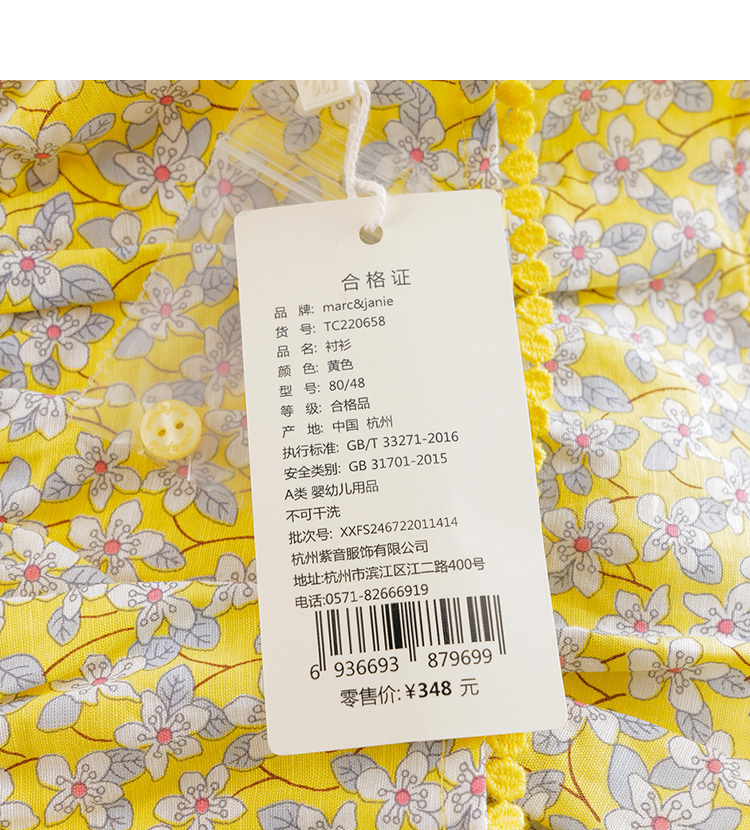 合格证
品 牌: marc&janie
货 号: TC220658
品 名: 衬衫
颜 色: 黄色
型 号: 80/48
等 级: 合格品
产 地: 中国 杭州
执行标准: GB/T 33271-2016
安全类别: GB 31701-2015
A类 婴幼儿用品
不可干洗
批次号: XXFS246722011414
杭州紫音服饰有限公司
地址:杭州市滨江区江二路400号
电话:0571-82666919
6 936693 879699
零售价:¥348 元